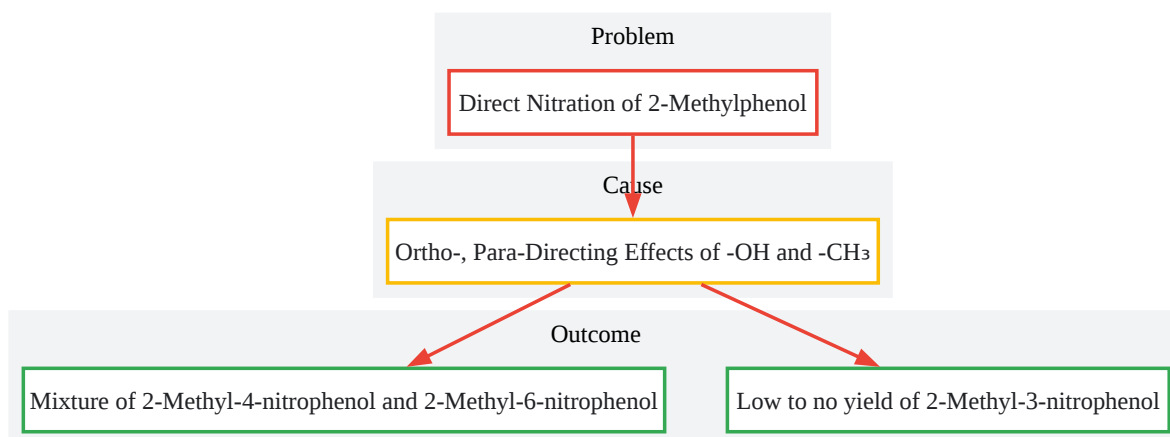 Problem
Direct Nitration of 2-Methylphenol
Cause
Ortho-, Para-Directing Effects of -OH and -CH₃
Outcome
Mixture of 2-Methyl-4-nitrophenol and 2-Methyl-6-nitrophenol
Low to no yield of 2-Methyl-3-nitrophenol